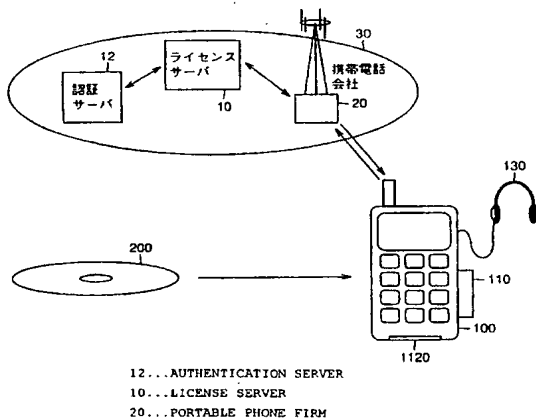 30
12
ライセンス
サーバ
認証
サーバ
10
携帯電話
会社
20
130
200
110
100
1120
12...AUTHENTICATION SERVER
10...LICENSE SERVER
20...PORTABLE PHONE FIRM